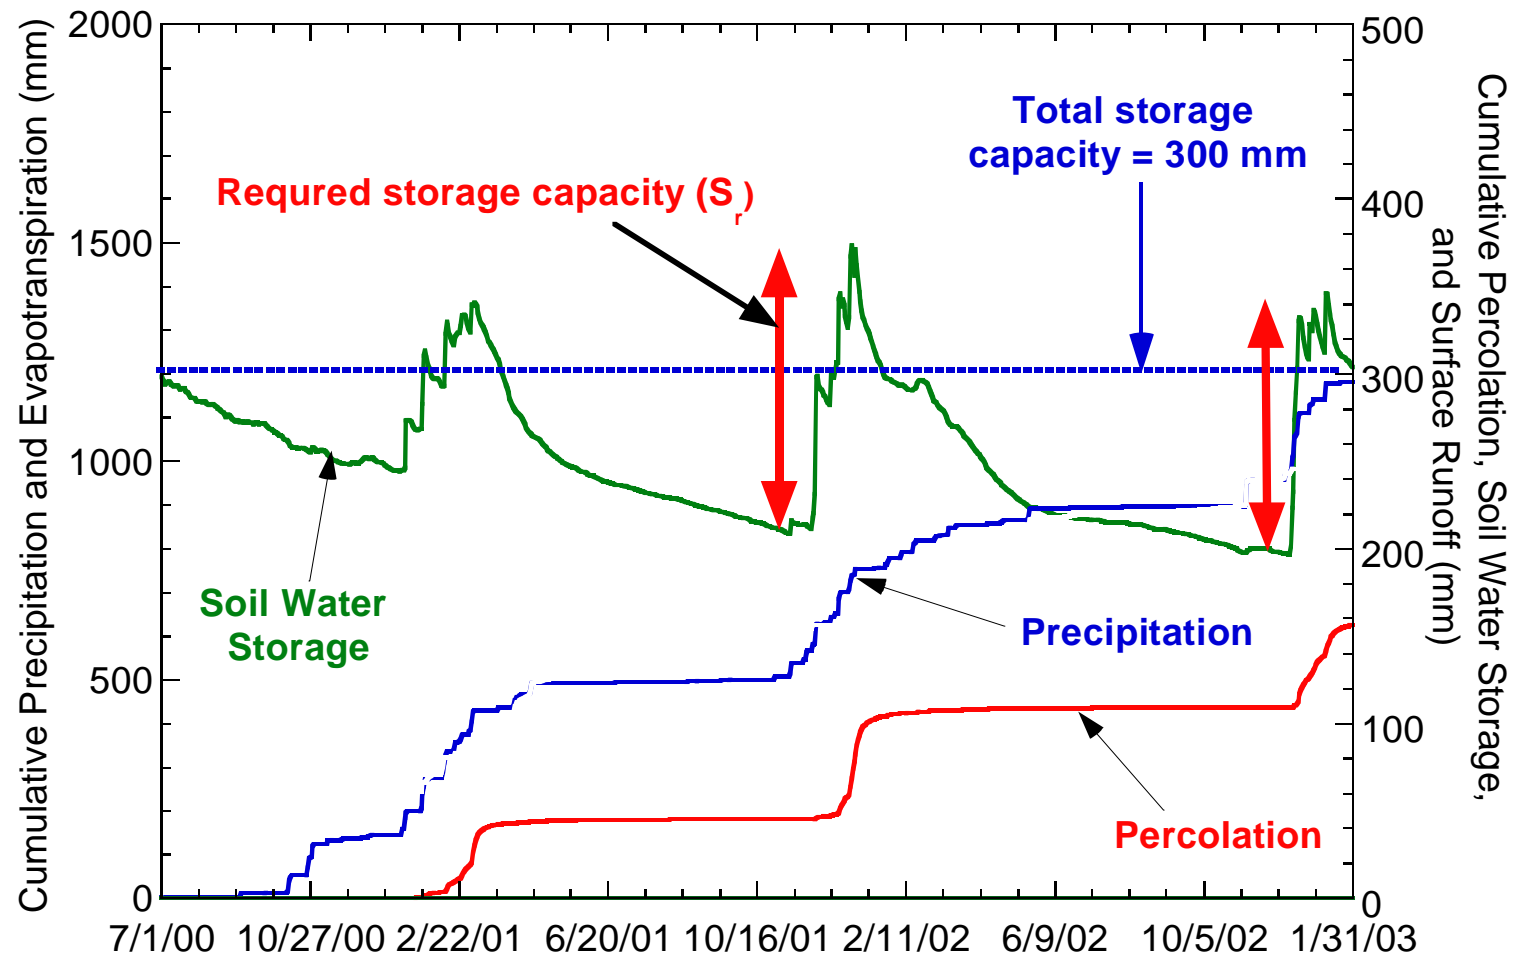 Cumulative Precipitation and Evapotranspiration (mm)
2000
1500
1000
500
0
Requred storage capacity (Sr)
Total storage
capacity = 300 mm
Soil Water
Storage
Precipitation
Percolation
500
400
300
200
100
0
Cumulative Percolation, Soil Water Storage,
and Surface Runoff (mm)
7/1/00 10/27/00 2/22/01 6/20/01 10/16/01 2/11/02 6/9/02 10/5/02 1/31/03